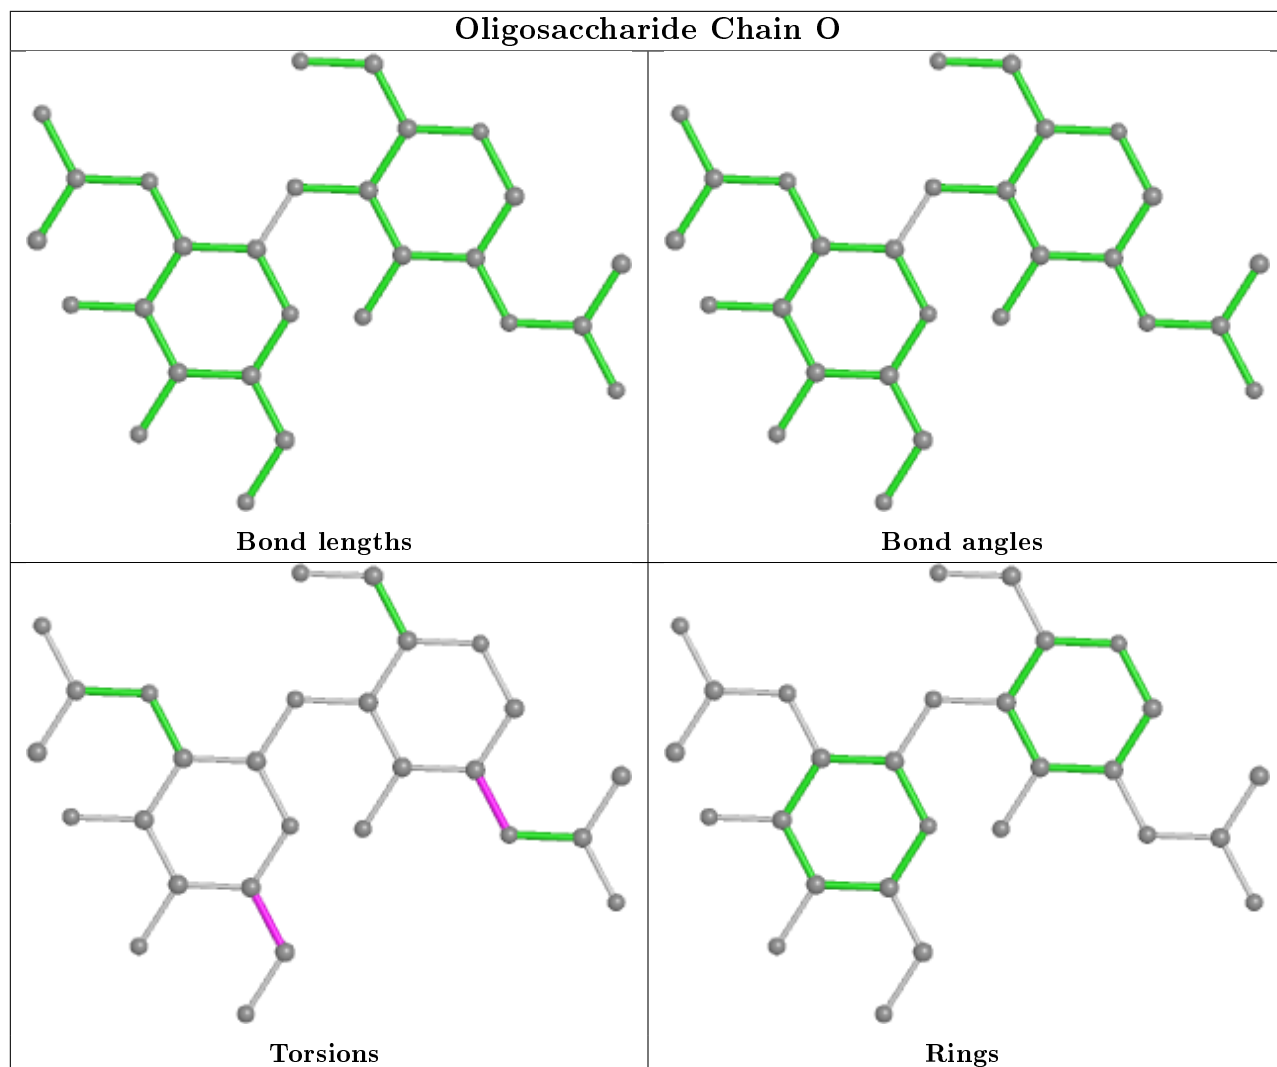 Oligosaccharide Chain O
Bond lengths
Bond angles
Torsions
Rings